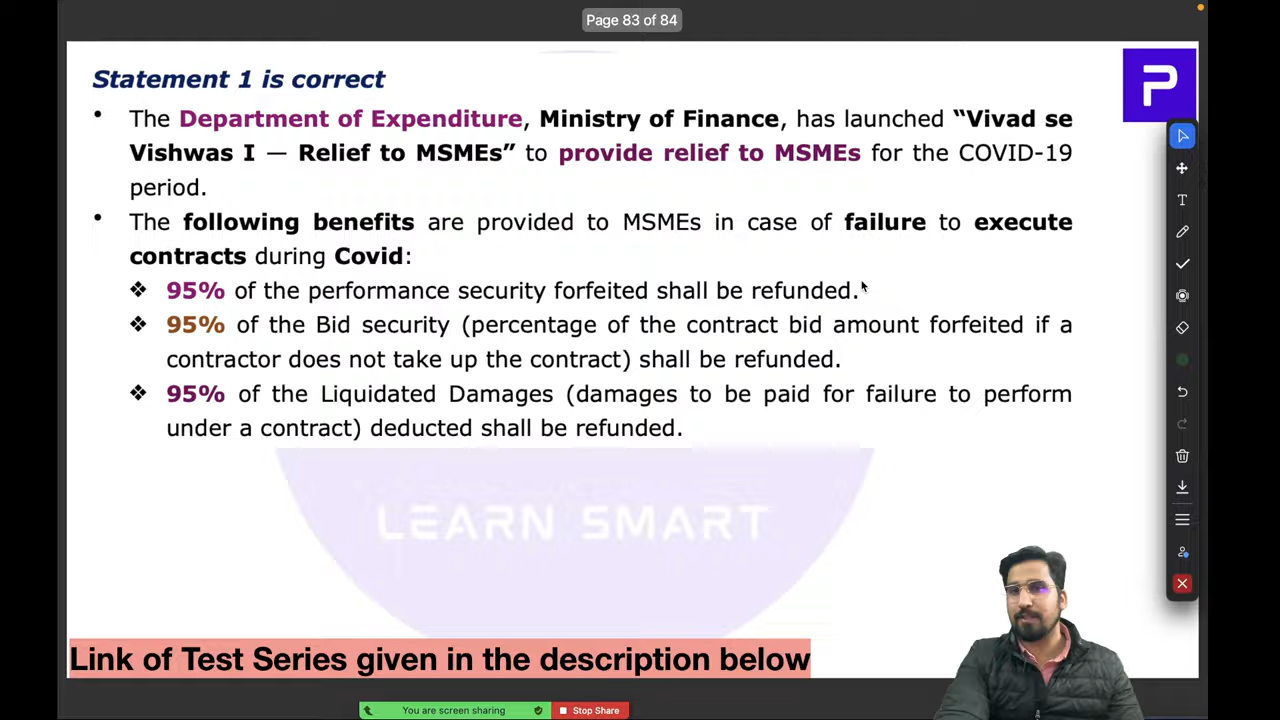 Page 83 of 84
Statement 1 is correct
• The Department of Expenditure, Ministry of Finance, has launched “Vivad se
Vishwas I — Relief to MSMEs” to provide relief to MSMEs for the COVID-19
period.
• The following benefits are provided to MSMEs in case of failure to execute
contracts during Covid:
❖ 95% of the performance security forfeited shall be refunded.
❖ 95% of the Bid security (percentage of the contract bid amount forfeited if a
contractor does not take up the contract) shall be refunded.
❖ 95% of the Liquidated Damages (damages to be paid for failure to perform
under a contract) deducted shall be refunded.
LEARN SMART
Link of Test Series given in the description below
You are screen sharing
Stop Share